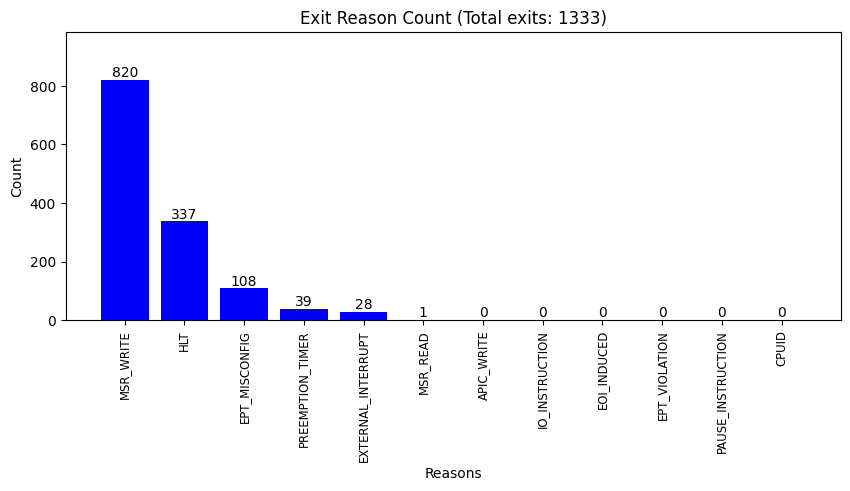 Exit Reason Count (Total exits: 1333)
Count
800
600
400
200
0
820
337
108
39
28
1
0
0
0
0
0
0
MSR_WRITE
HLT
EPT_MISCONFIG
PREEMPTION_TIMER
EXTERNAL_INTERRUPT
MSR_READ
APIC_WRITE
IO_INSTRUCTION
EOI_INDUCED
EPT_VIOLATION
PAUSE_INSTRUCTION
CPUID
Reasons